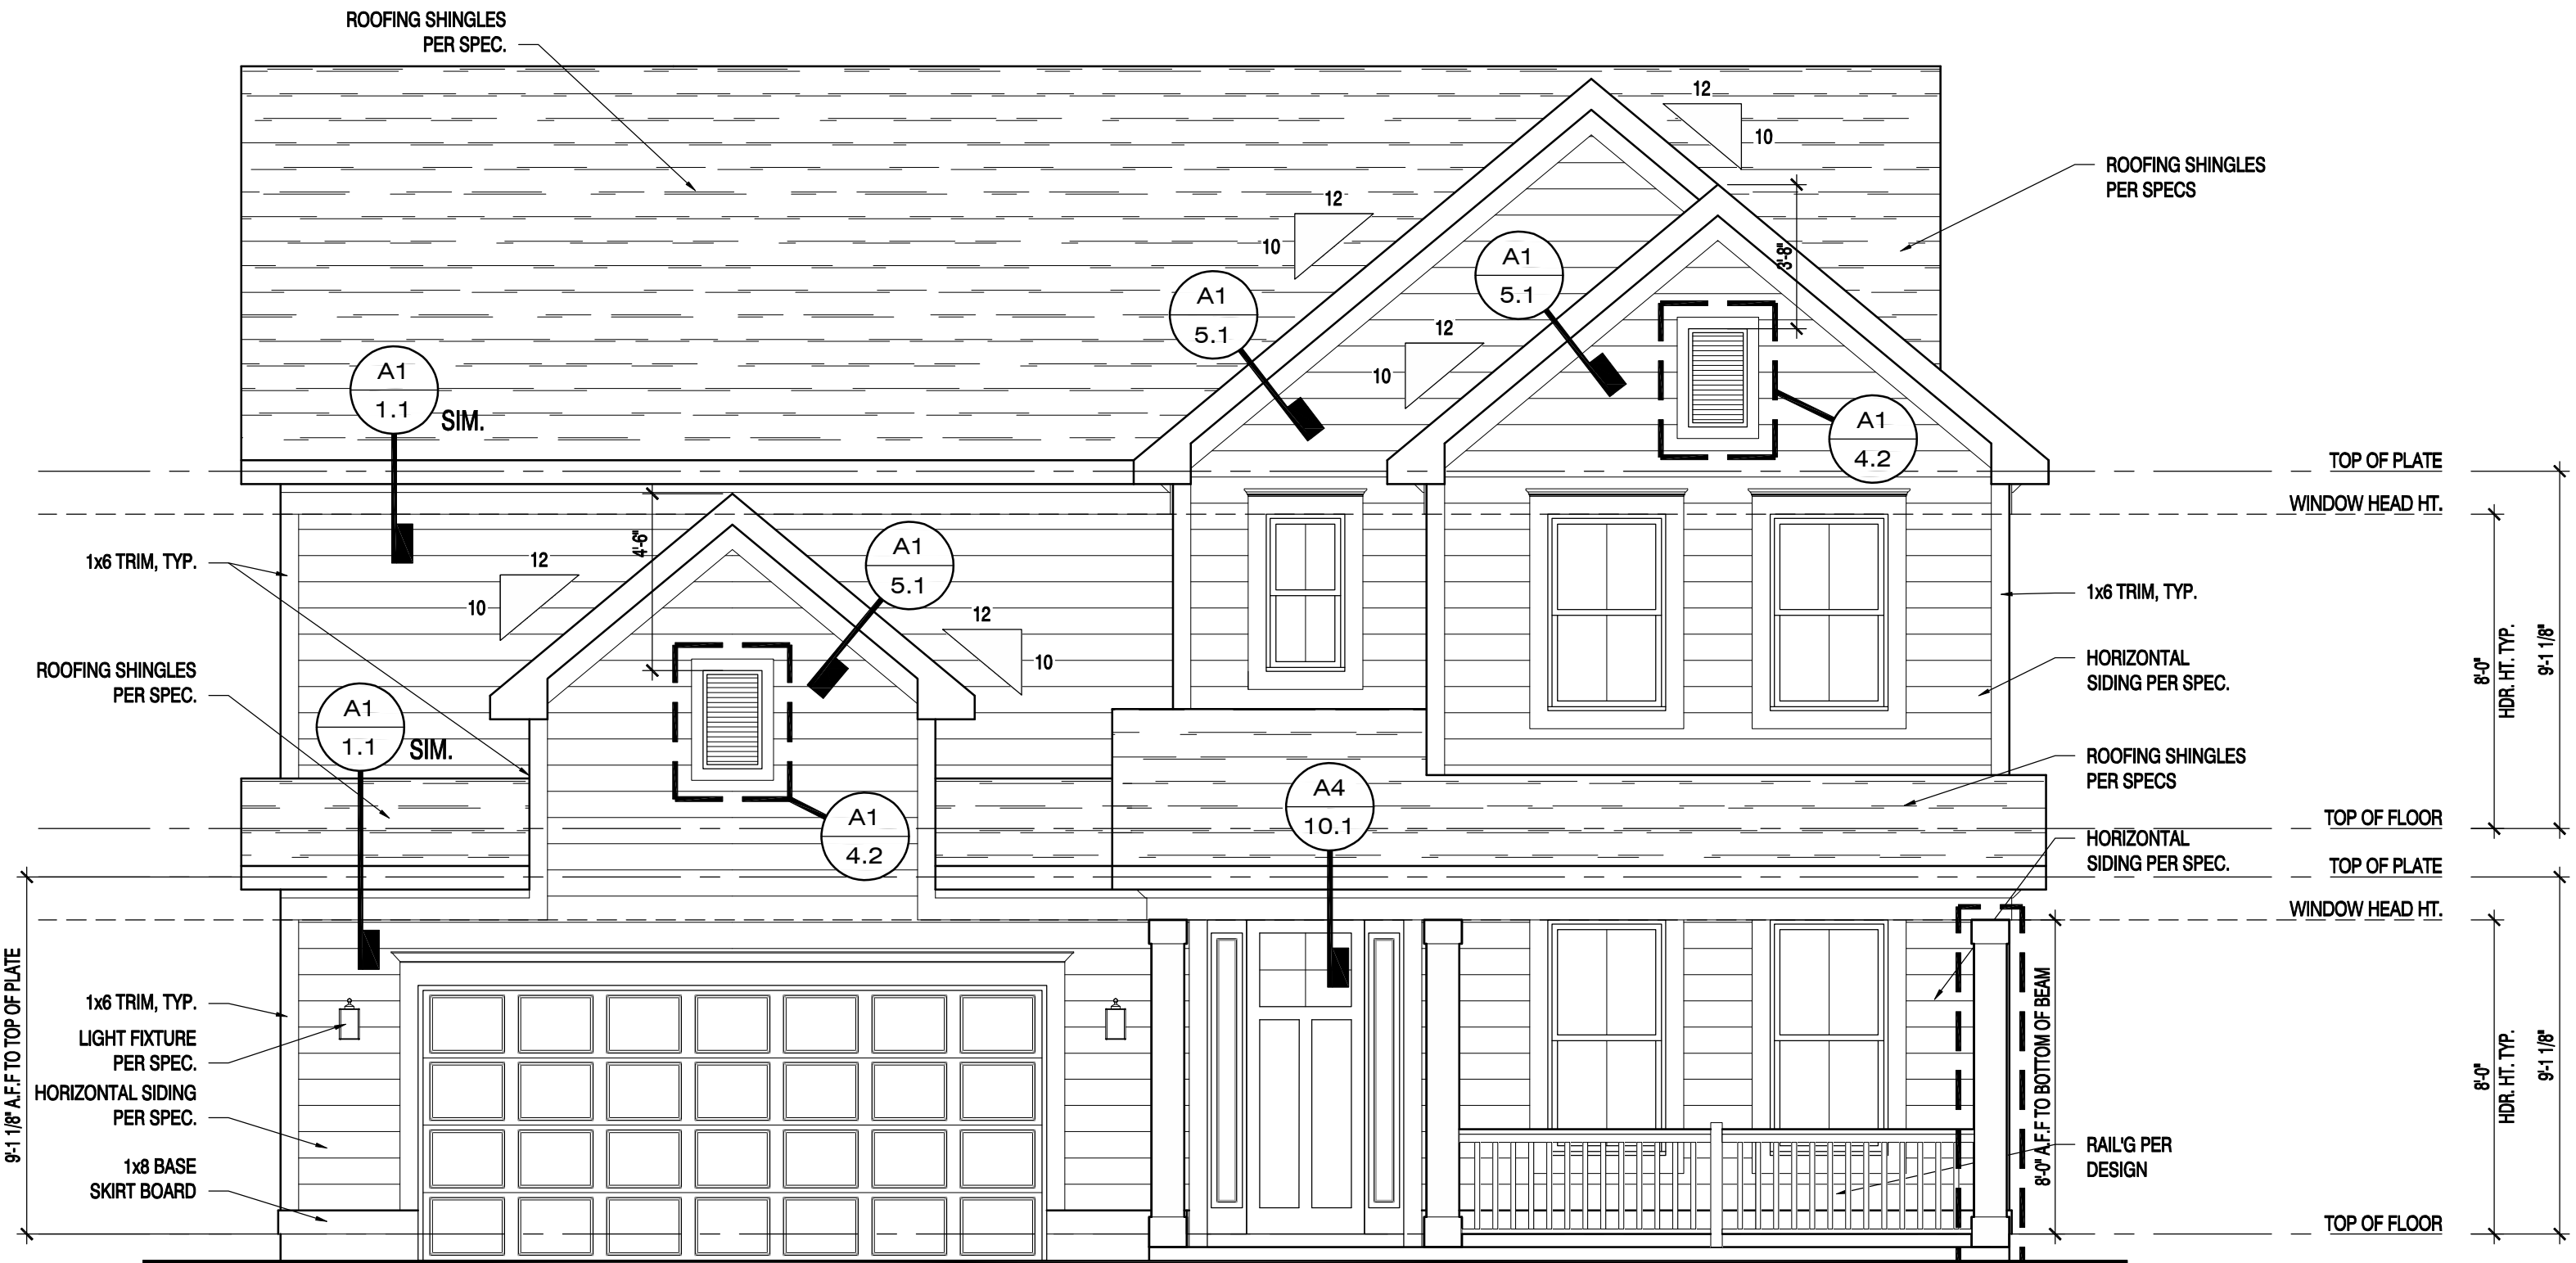 ROOFING SHINGLES
PER SPEC.
12
10
ROOFING SHINGLES
PER SPECS
12
10
3'-8"
A1
5.1
A1
5.1
12
10
A1
1.1
SIM.
A1
4.2
TOP OF PLATE
WINDOW HEAD HT.
4'-6"
1x6 TRIM, TYP.
12
10
A1
5.1
12
10
1x6 TRIM, TYP.
HORIZONTAL
SIDING PER SPEC.
8'-0"
HDR. HT. TYP.
9'-1 1/8"
ROOFING SHINGLES
PER SPEC.
A1
1.1
SIM.
A1
4.2
A4
10.1
ROOFING SHINGLES
PER SPECS
TOP OF FLOOR
HORIZONTAL
SIDING PER SPEC.
TOP OF PLATE
WINDOW HEAD HT.
9'-1 1/8" A.F.F TO TOP OF PLATE
1x6 TRIM, TYP.
LIGHT FIXTURE
PER SPEC.
HORIZONTAL SIDING
PER SPEC.
1x8 BASE
SKIRT BOARD
8'-0" A.F.F TO BOTTOM OF BEAM
RAIL'G PER
DESIGN
8'-0"
HDR. HT. TYP.
9'-1 1/8"
TOP OF FLOOR